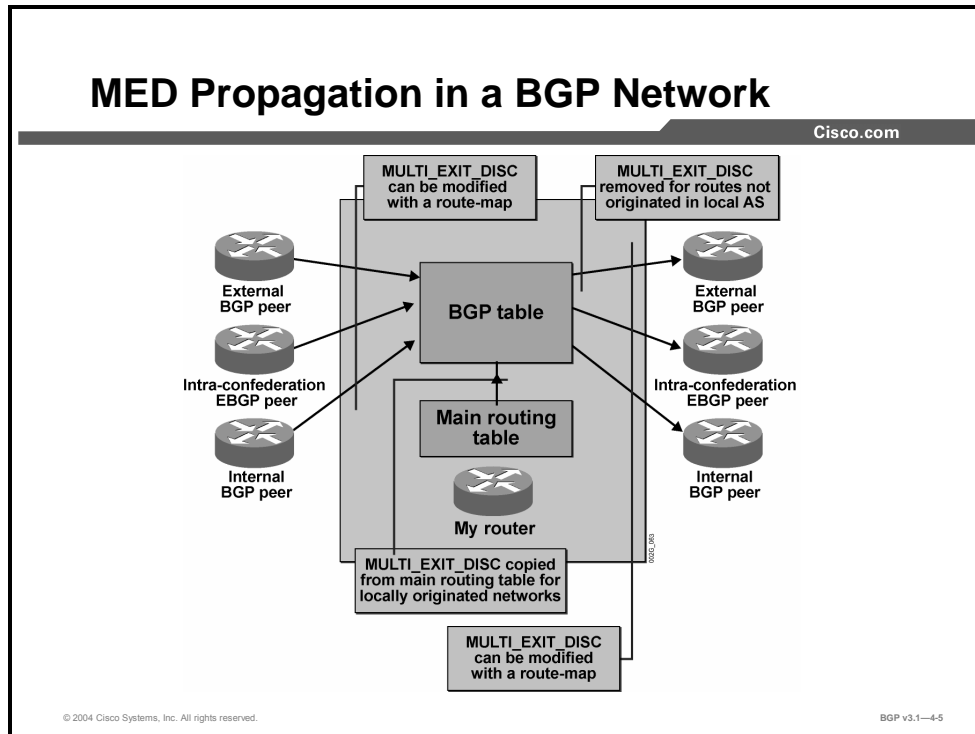 MED Propagation in a BGP Network
Cisco.com
MULTI_EXIT_DISC
can be modified
with a route-map
MULTI_EXIT_DISC
removed for routes not
originated in local AS
External
BGP peer
Intra-confederation
EBGP peer
Internal
BGP peer
BGP table
Main routing
table
My router
External
BGP peer
Intra-confederation
EBGP peer
Internal
BGP peer
MULTI_EXIT_DISC copied
from main routing table for
locally originated networks
002G_063
MULTI_EXIT_DISC
can be modified
with a route-map
© 2004 Cisco Systems, Inc. All rights reserved.
BGP v3.1—4-5